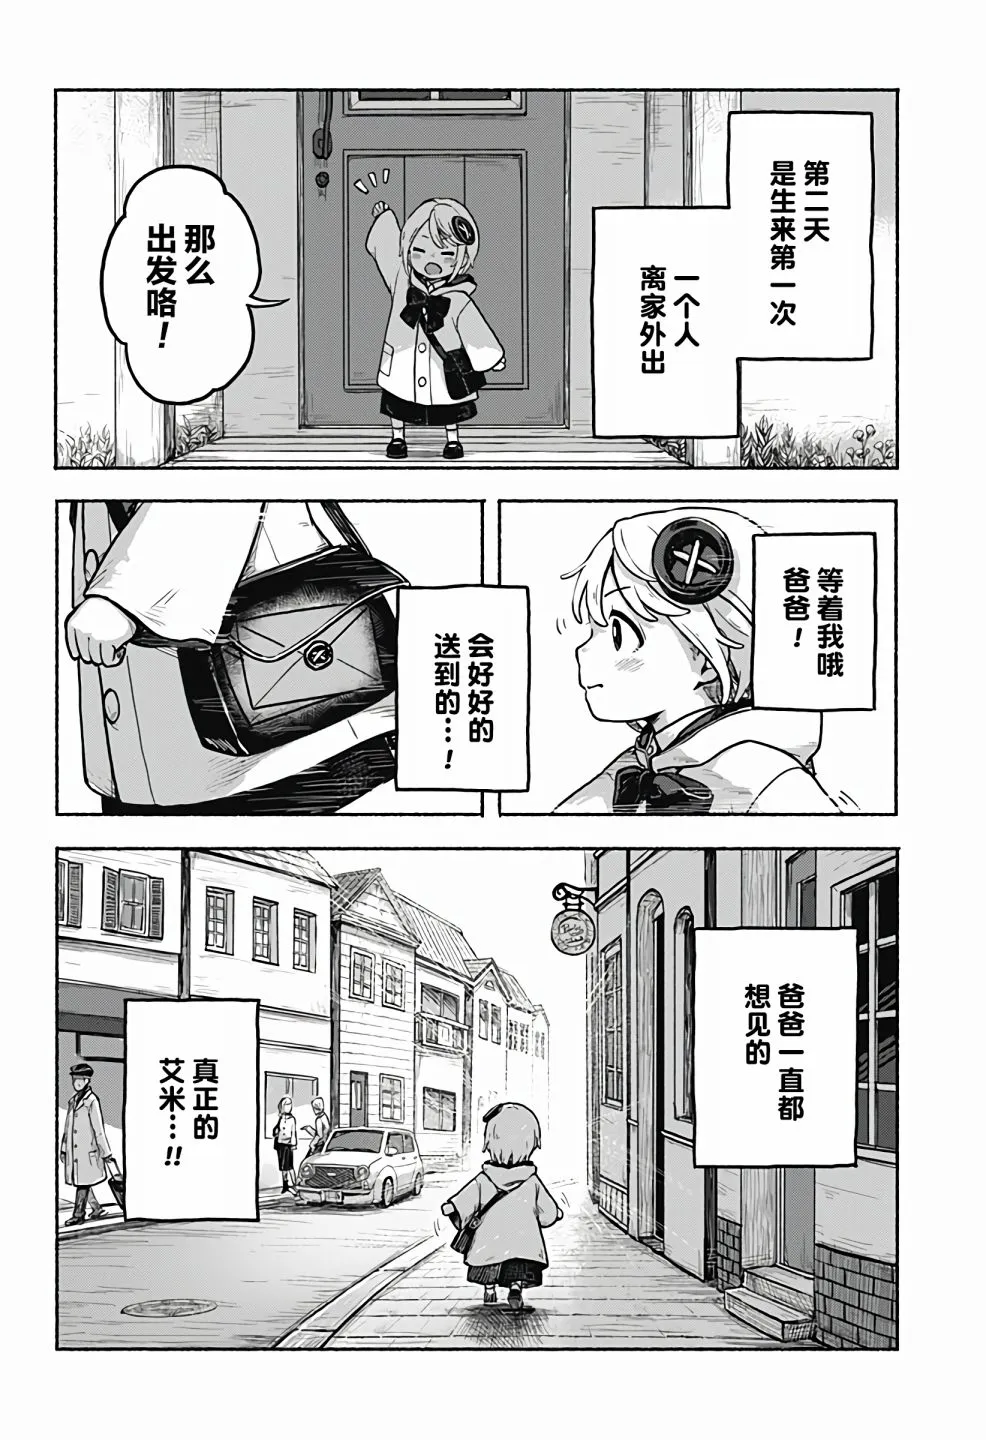 第二天
是生来第一次
一个人
离家外出
那么
出发咯！
等着我哦
爸爸！
会好好的
送到的…！
爸爸一直都
想见的
真正的
艾米…!!